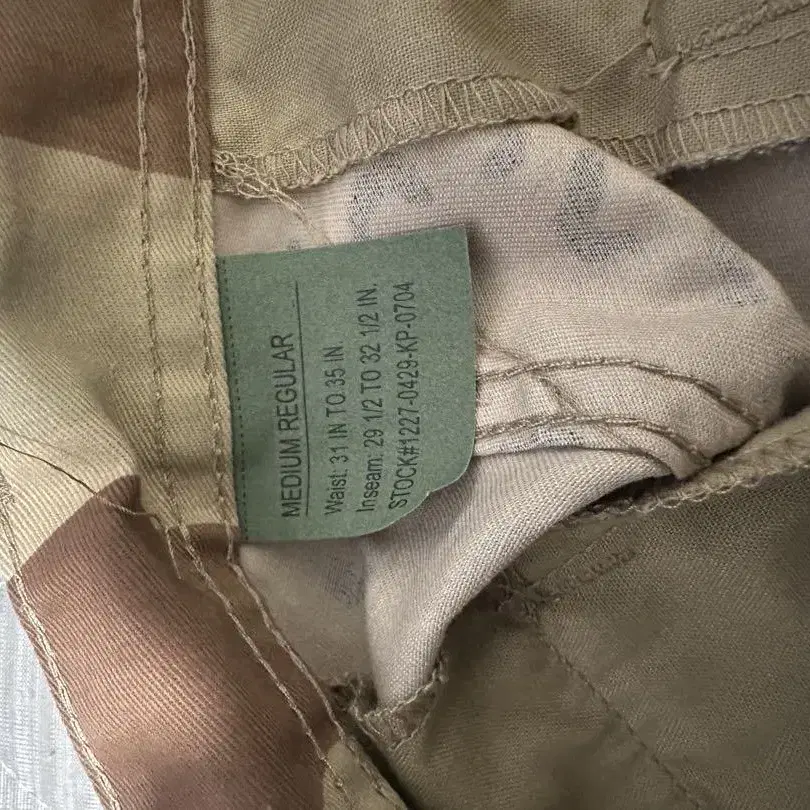 MEDIUM REGULAR
Waist: 31 IN TO 35 IN.
Inseam: 29 1/2 TO 32 1/2 IN.
STOCK#1227-0429-KP-0704